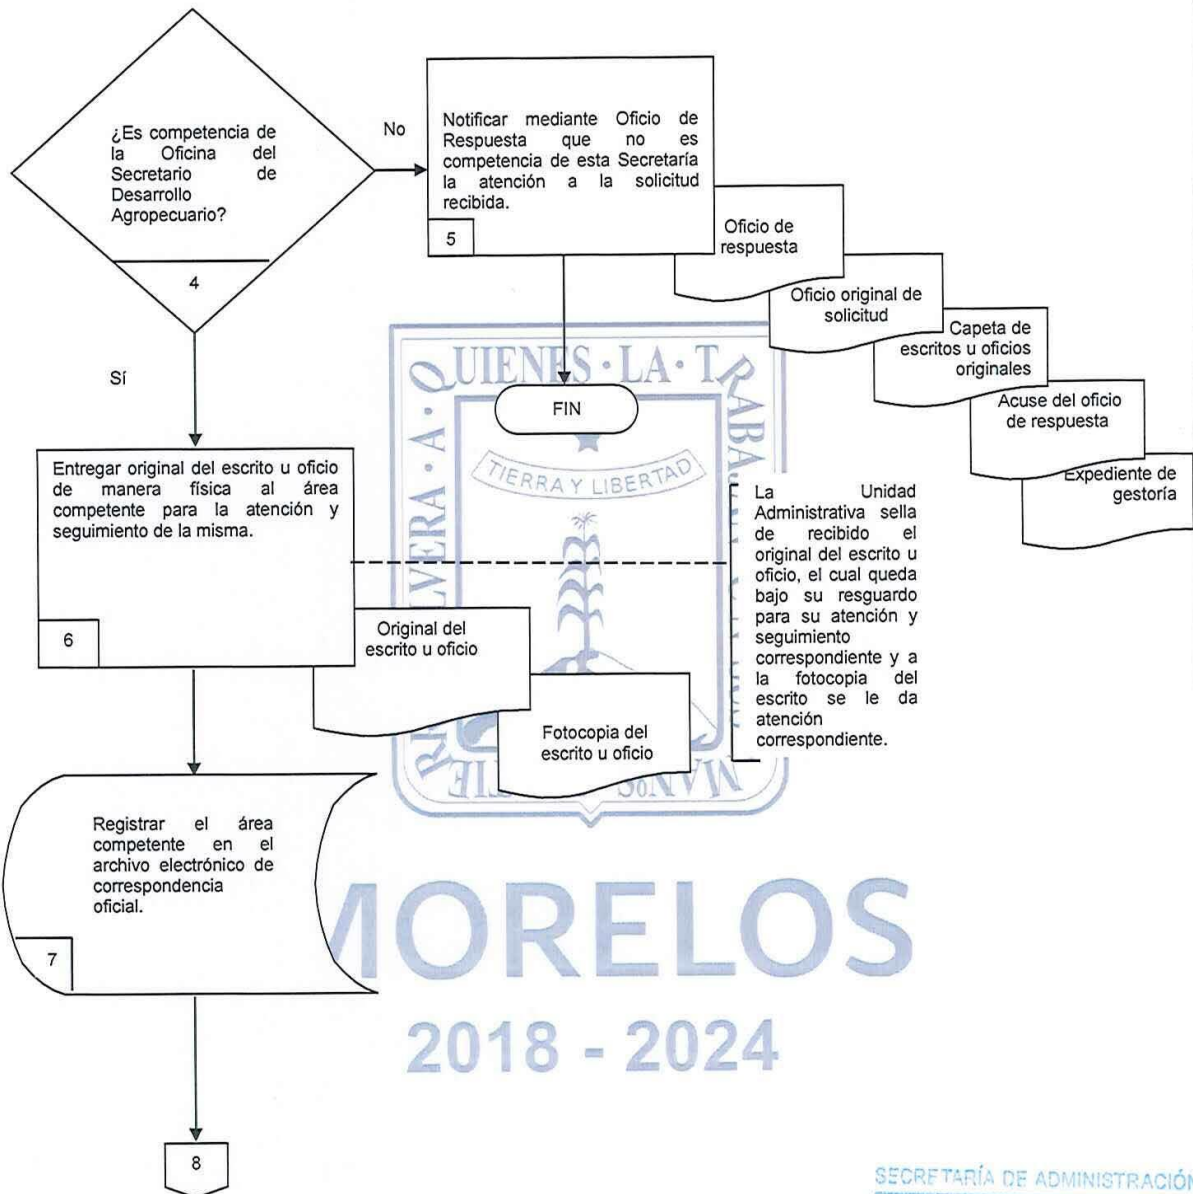 ¿Es competencia de
la Oficina del
Secretario de
Desarrollo
Agropecuario?
4
No
Notificar mediante Oficio de
Respuesta que no es
competencia de esta Secretaría
la atención a la solicitud
recibida.
5
Oficio de
respuesta
Oficio original de
solicitud
Capeta de
escritos u oficios
originales
Acuse del oficio
de respuesta
Expediente de
gestoría
Sí
FIN
QUIENES · LA · TRABA
LVERA · A ·
TIERRA Y LIBERTAD
Entregar original del escrito u oficio
de manera física al área
competente para la atención y
seguimiento de la misma.
6
La Unidad
Administrativa sella
de recibido el
original del escrito u
oficio, el cual queda
bajo su resguardo
para su atención y
seguimiento
correspondiente y a
la fotocopia del
escrito se le da
atención
correspondiente.
Original del
escrito u oficio
Fotocopia del
escrito u oficio
Registrar el área
competente en el
archivo electrónico de
correspondencia
oficial.
7
MORELOS
2018 - 2024
8
SECRETARÍA DE ADMINISTRACIÓN